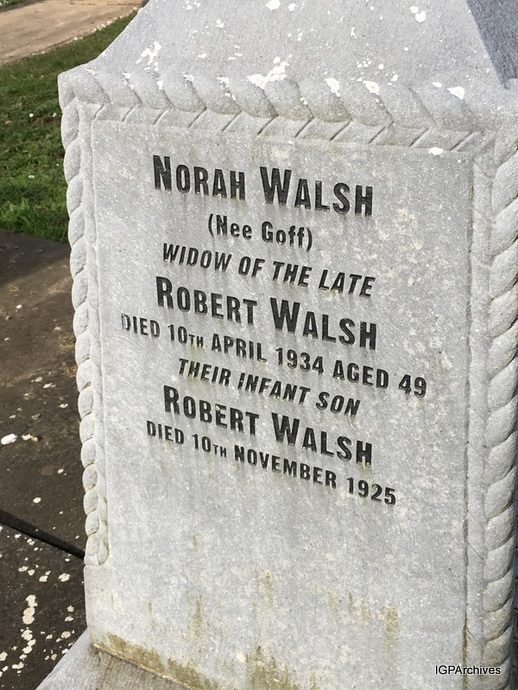 NORAH WALSH
(Nee Goff)
WIDOW OF THE LATE
ROBERT WALSH
DIED 10TH APRIL 1934 AGED 49
THEIR INFANT SON
ROBERT WALSH
DIED 10TH NOVEMBER 1925
IGPArchives